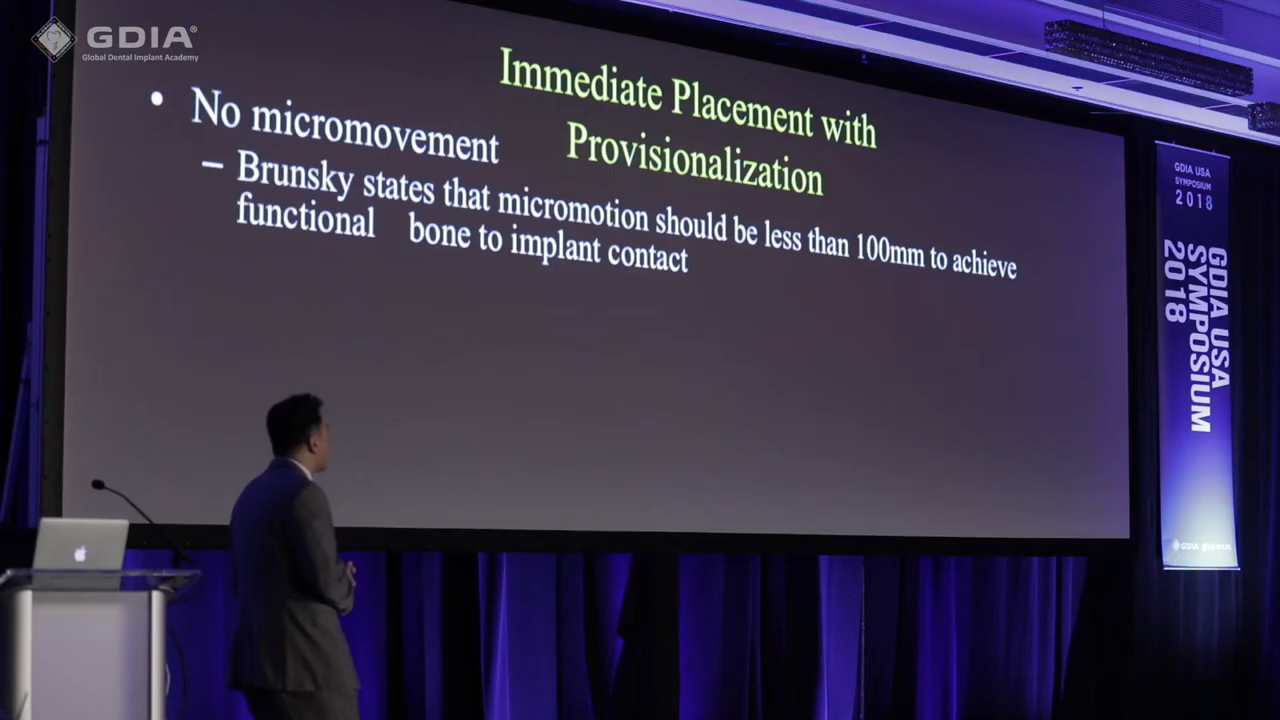 GDIA®
Global Dental Implant Academy
Immediate Placement with
Provisionalization
• No micromovement
– Brunsky states that micromotion should be less than 100mm to achieve
functional bone to implant contact
GDIA USA
SYMPOSIUM
2018
GDIA USA
SYMPOSIUM
2018
GDIA